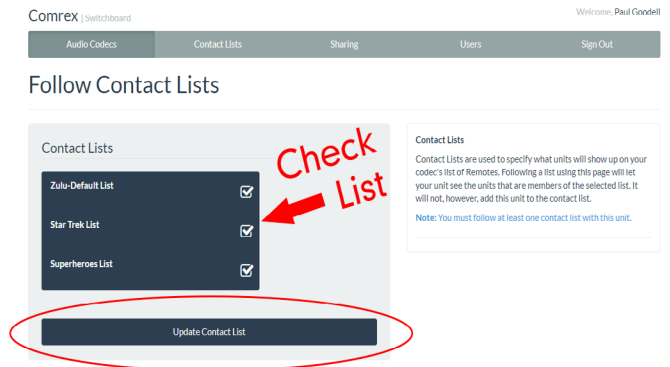 Comrex | Switchboard
Welcome, Paul Goodell
Audio Codecs Contact Lists Sharing Users Sign Out
Follow Contact Lists
Contact Lists
Zulu-Default List
Star Trek List
Superheroes List
Update Contact List
Check
List
Contact Lists
Contact Lists are used to specify what units will show up on your
codec's list of Remotes. Following a list using this page will let
your unit see the units that are members of the selected list. It
will not, however, add this unit to the contact list.
Note: You must follow at least one contact list with this unit.